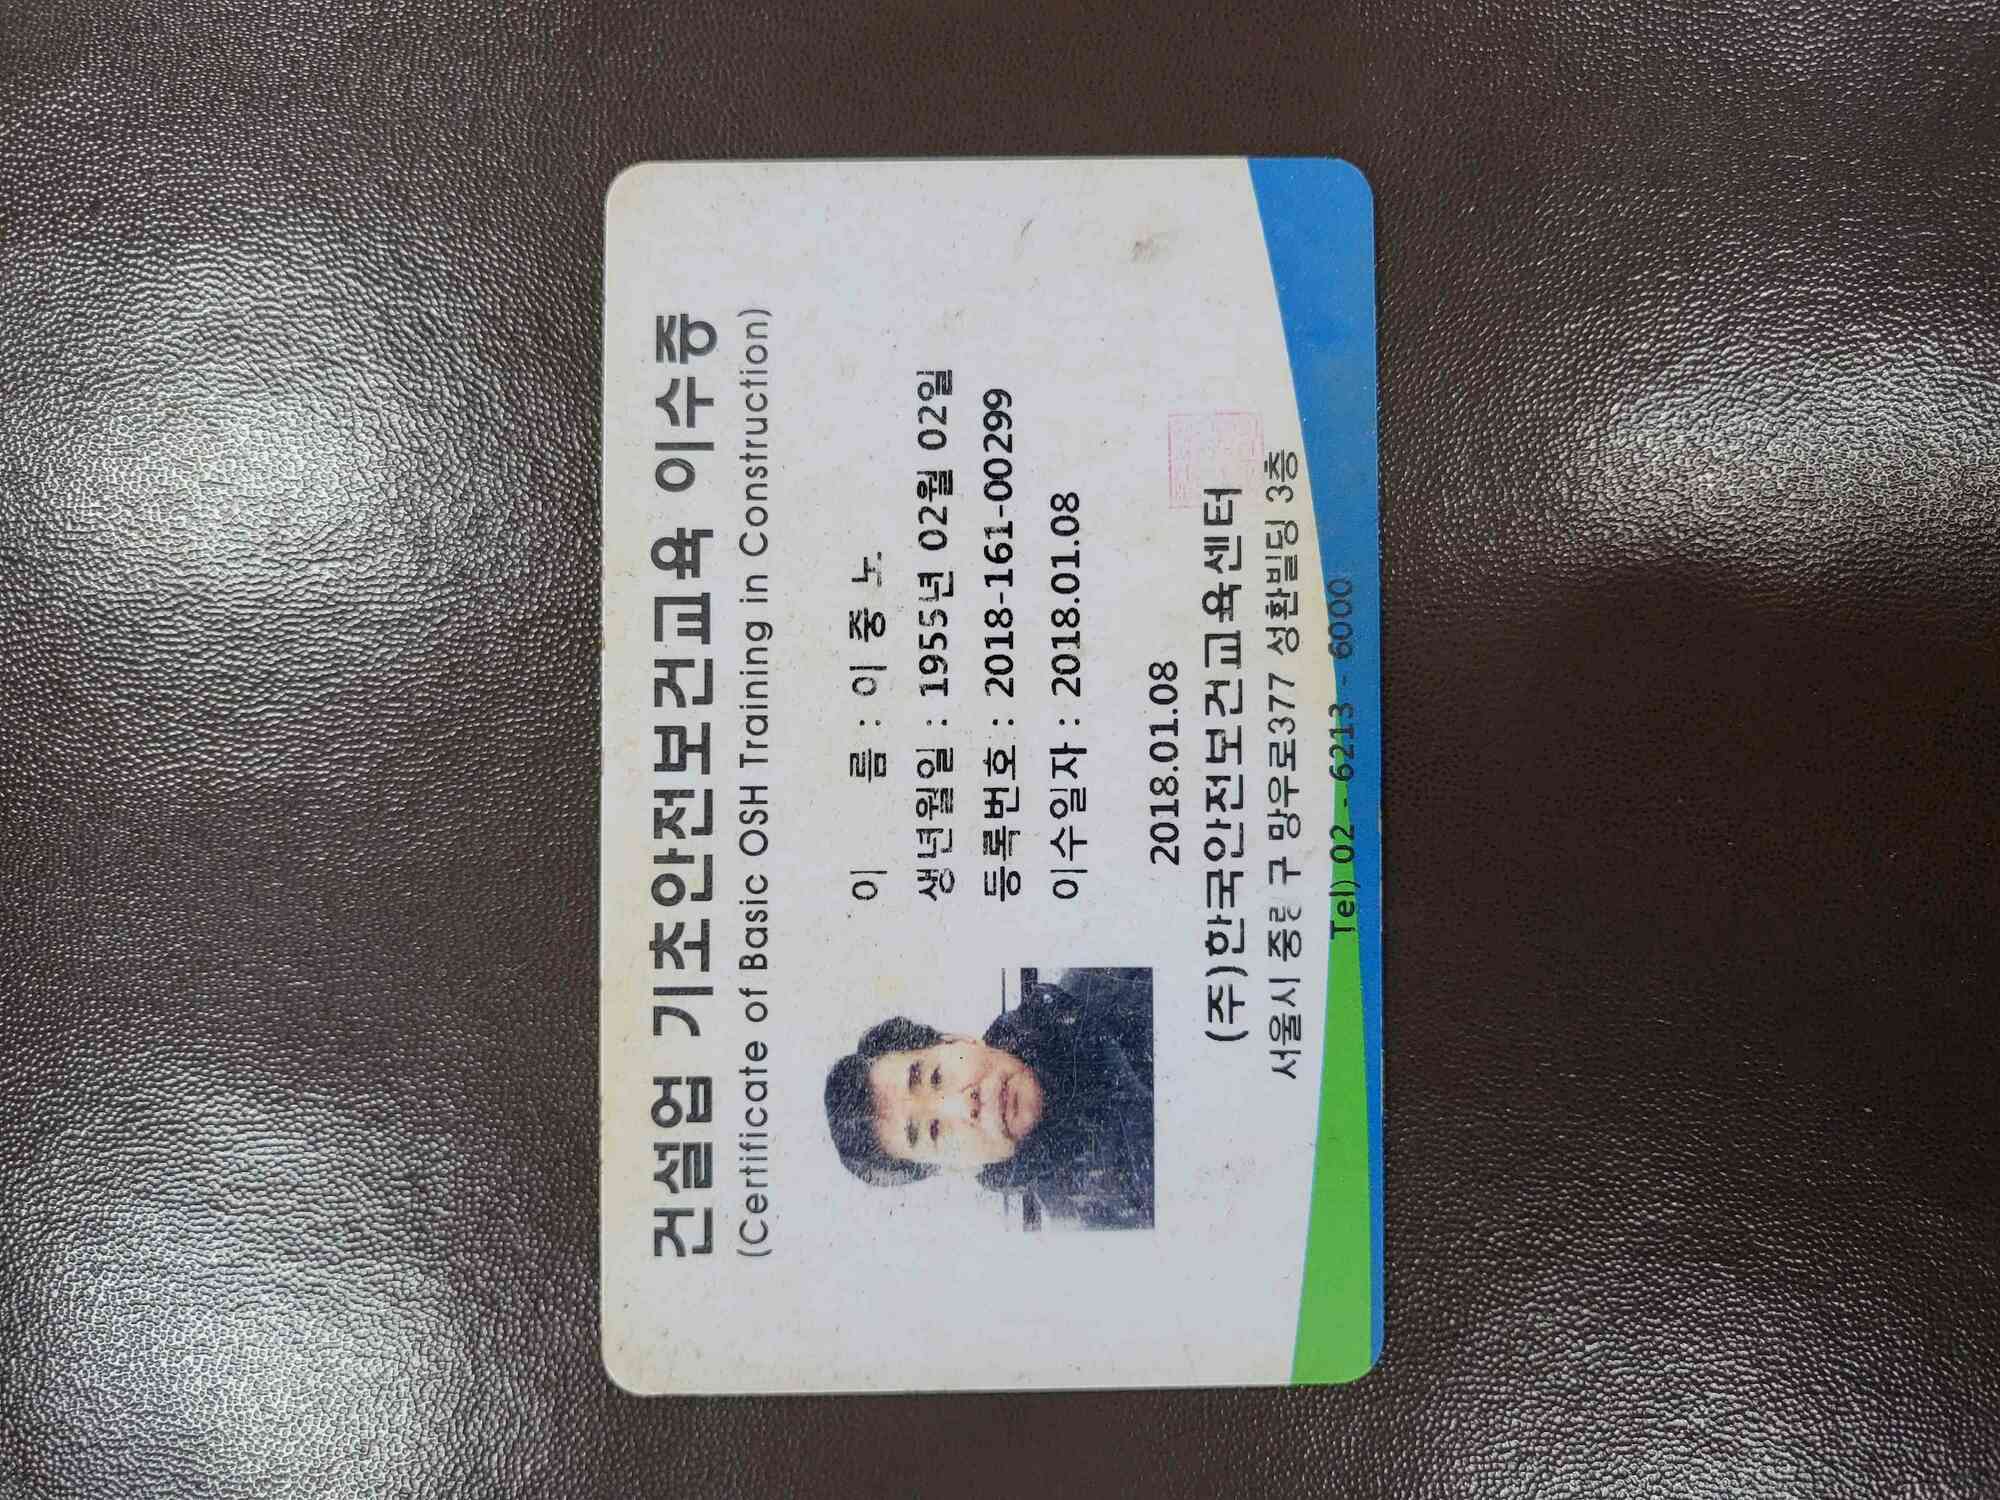 건설업 기초안전보건교육 이수증
(Certificate of Basic OSH Training in Construction)
이 름 : 이 중 노
생년월일 : 1955년 02월 02일
등록번호 : 2018-161-00299
이수일자 : 2018.01.08
2018.01.08
(주)한국안전보건교육센터
서울시 중랑구 망우로377 성환빌딩 3층
Tel) 02 - 6213 - 6000